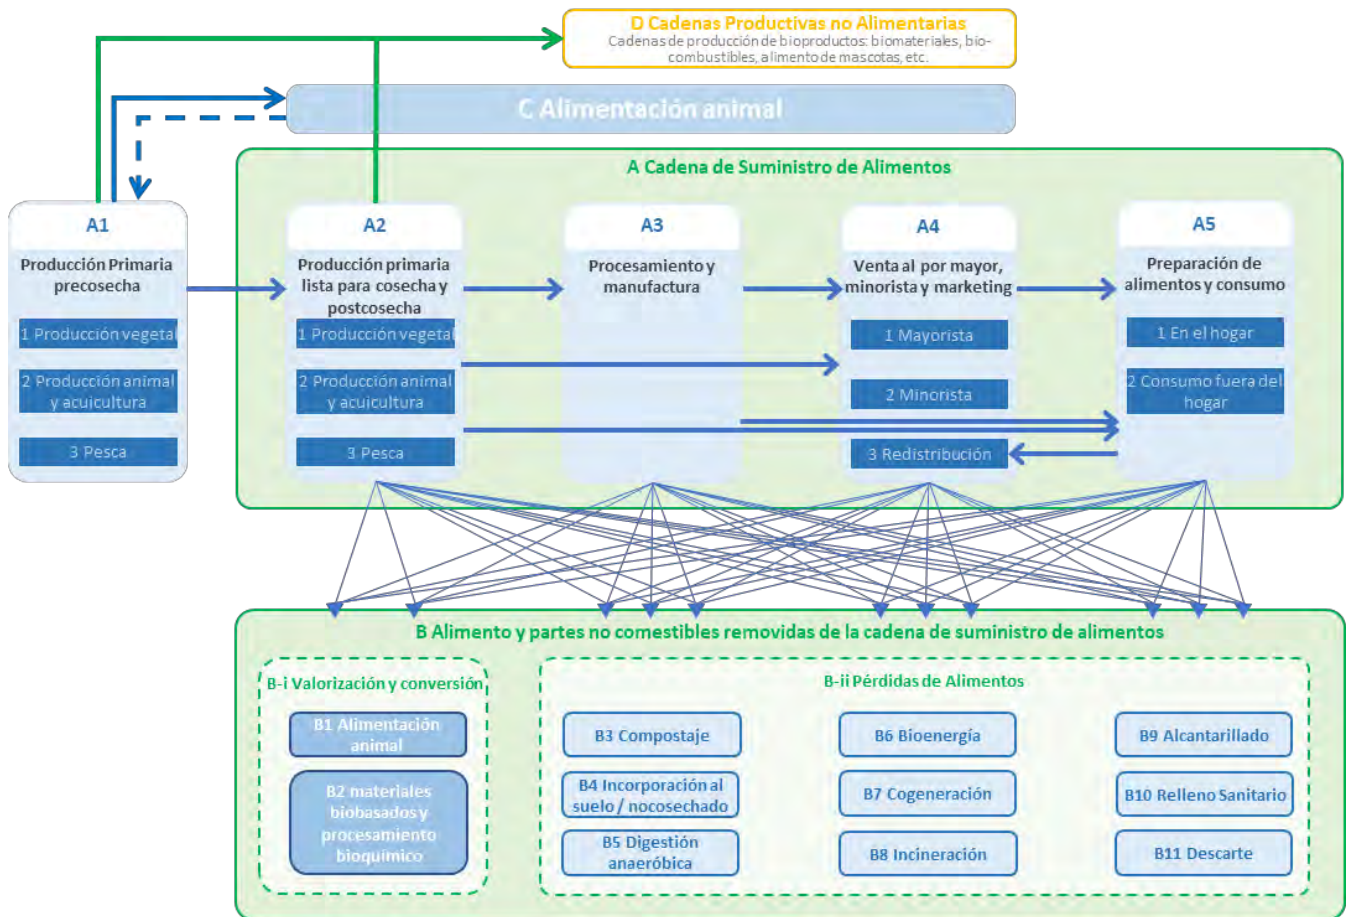 D Cadenas Productivas no Alimentarias
Cadenas de producción de bioproductos: biomateriales, bio-
combustibles, alimento de mascotas, etc.
C Alimentación animal
A Cadena de Suministro de Alimentos
A1
Producción Primaria
precosecha
1 Producción vegetal
2 Producción animal
y acuicultura
3 Pesca
A2
Producción primaria
lista para cosecha y
postcosecha
1 Producción vegetal
2 Producción animal
y acuicultura
3 Pesca
A3
Procesamiento y
manufactura
A4
Venta al por mayor,
minorista y marketing
1 Mayorista
2 Minorista
3 Redistribución
A5
Preparación de
alimentos y consumo
1 En el hogar
2 Consumo fuera del
hogar
B Alimento y partes no comestibles removidas de la cadena de suministro de alimentos
B-i Valorización y conversión
B1 Alimentación
animal
B2 materiales
biobasados y
procesamiento
bioquímico
B-ii Pérdidas de Alimentos
B3 Compostaje
B4 Incorporación al
suelo / nocosechado
B5 Digestión
anaeróbica
B6 Bioenergía
B7 Cogeneración
B8 Incineración
B9 Alcantarillado
B10 Relleno Sanitario
B11 Descarte